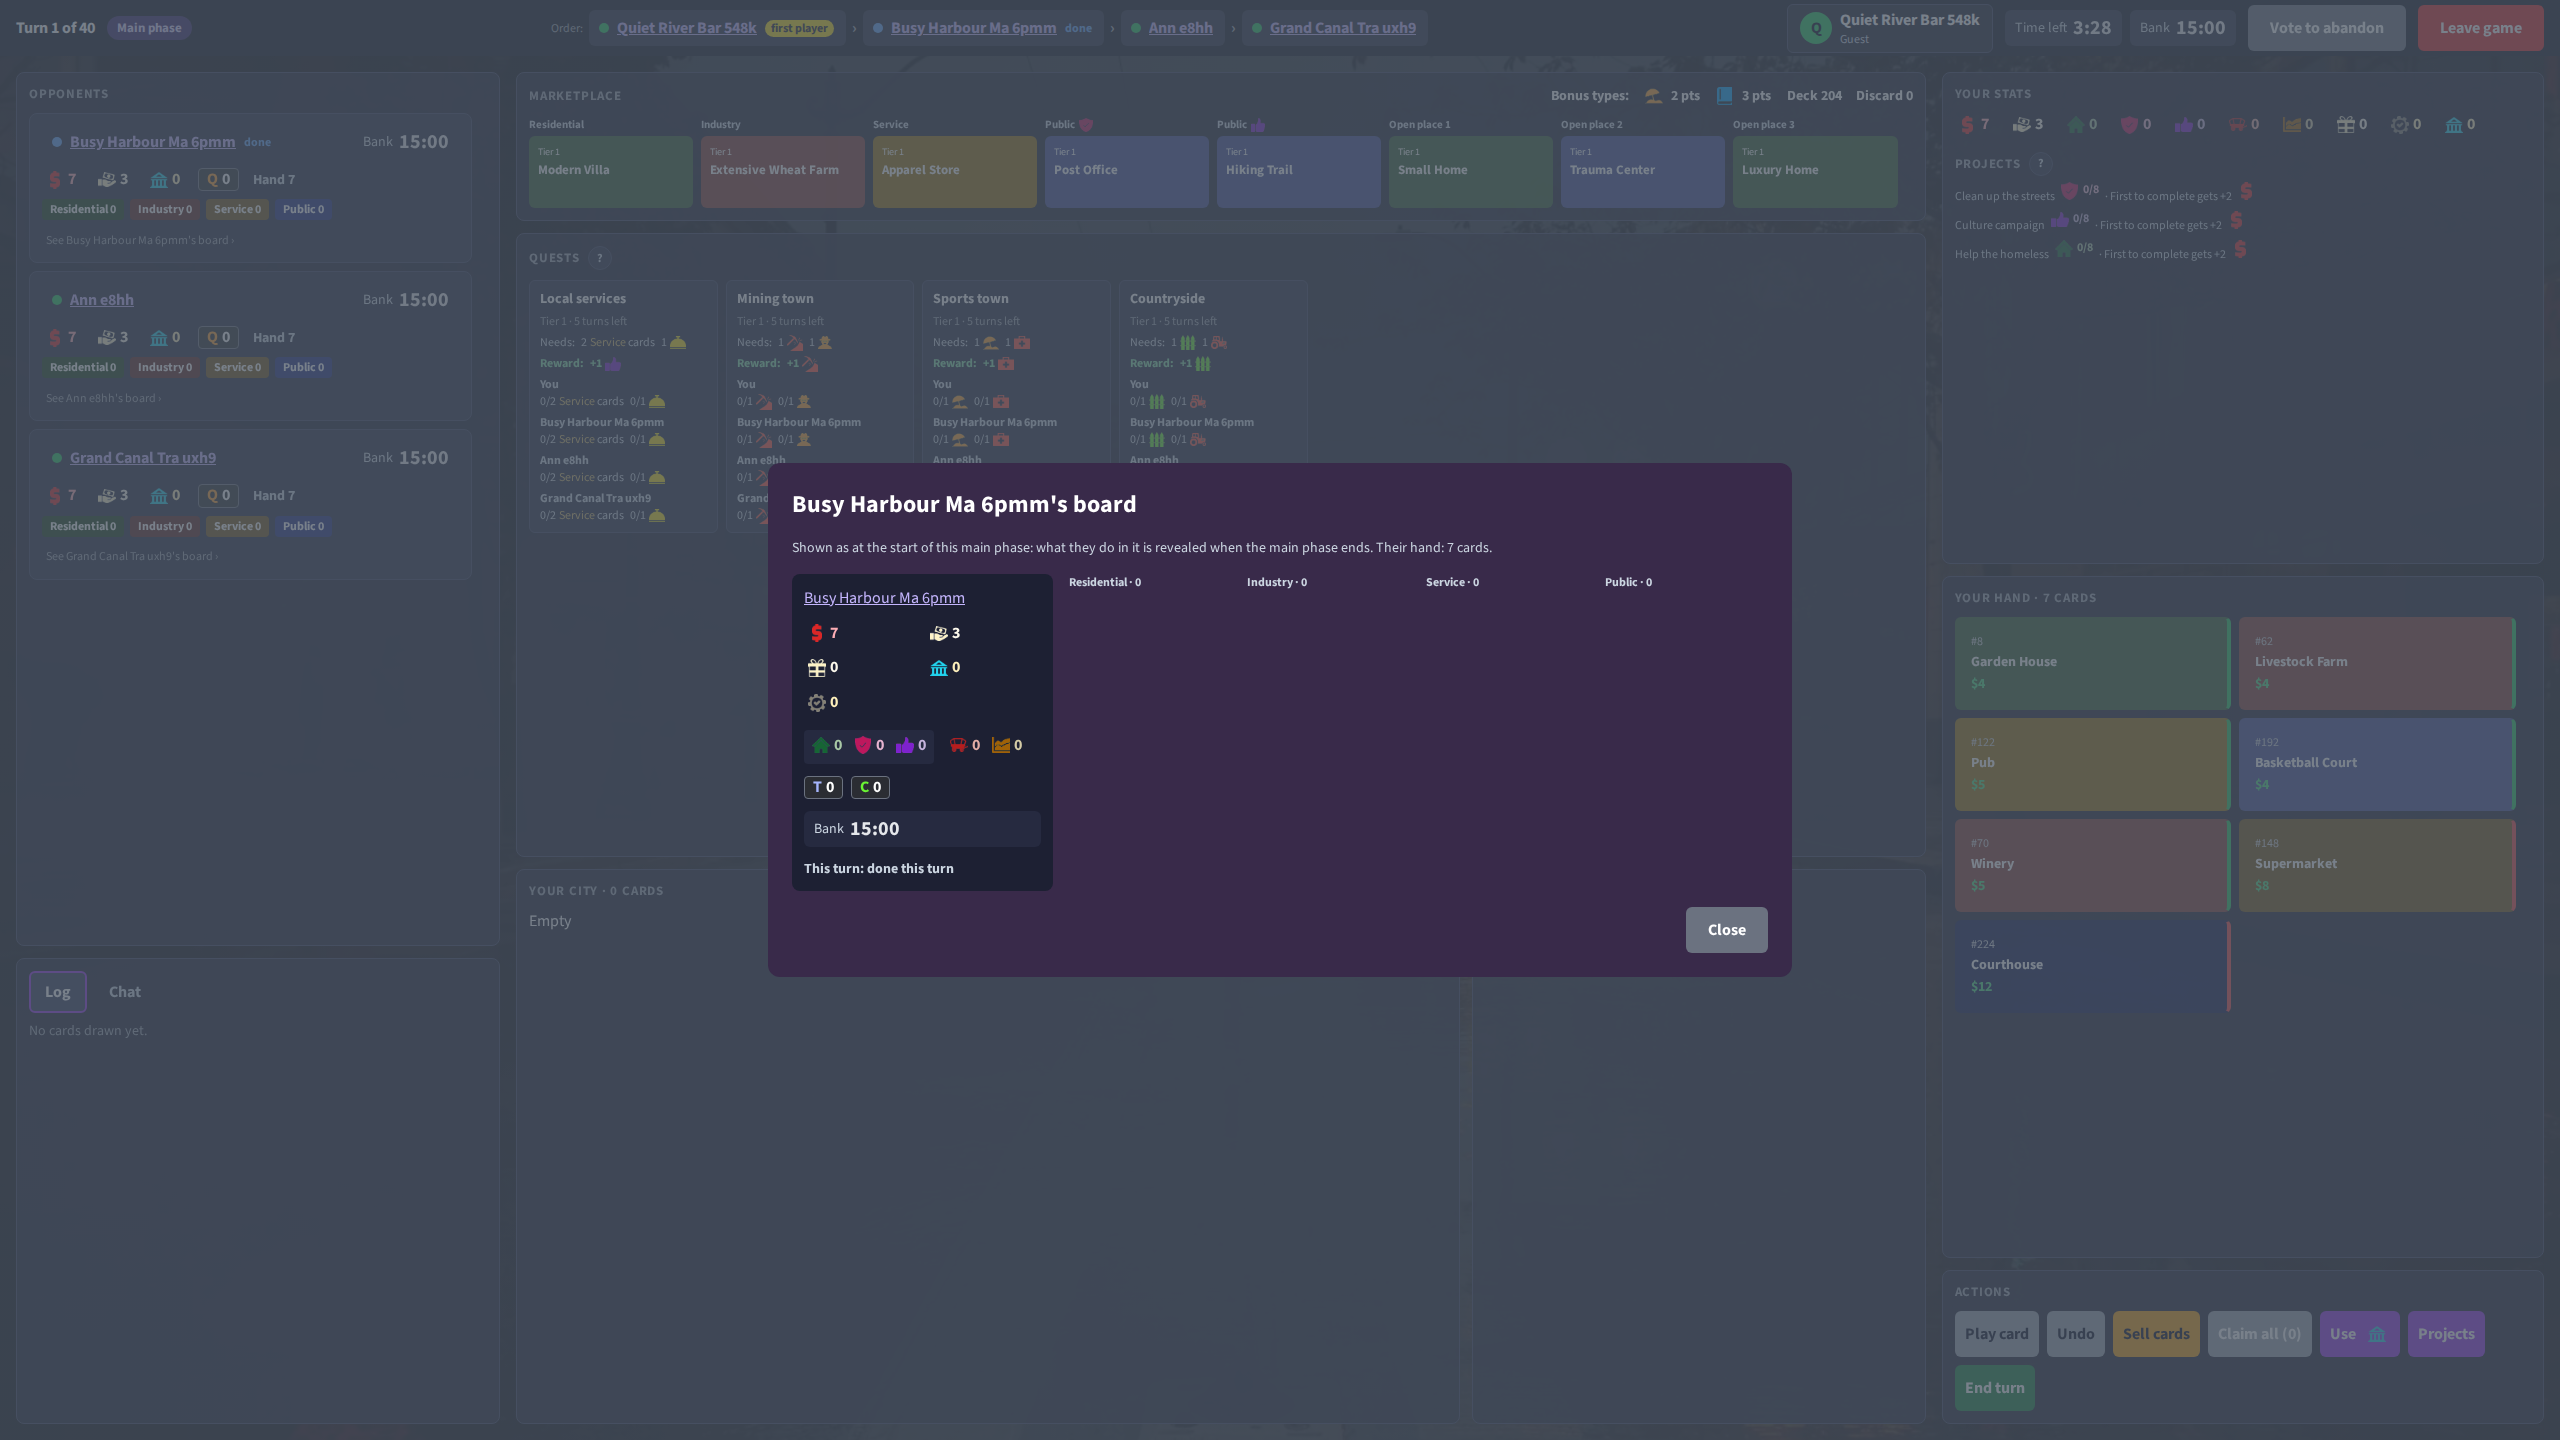 Turn 1 of 40 Main phase
Order: Quiet River Bar 548k first player › Busy Harbour Ma 6pmm done › Ann e8hh › Grand Canal Tra uxh9
Q Quiet River Bar 548k
Guest
Time left 3:28 Bank 15:00 Vote to abandon Leave game
OPPONENTS
Busy Harbour Ma 6pmm done Bank 15:00
7 3 0 Q 0 Hand 7
Residential 0 Industry 0 Service 0 Public 0
See Busy Harbour Ma 6pmm's board ›
Ann e8hh Bank 15:00
7 3 0 Q 0 Hand 7
Residential 0 Industry 0 Service 0 Public 0
See Ann e8hh's board ›
Grand Canal Tra uxh9 Bank 15:00
7 3 0 Q 0 Hand 7
Residential 0 Industry 0 Service 0 Public 0
See Grand Canal Tra uxh9's board ›
Log Chat
No cards drawn yet.
MARKETPLACE Bonus types: 2 pts 3 pts Deck 204 Discard 0
Residential Industry Service Public Public Open place 1 Open place 2 Open place 3
Tier 1 Tier 1 Tier 1 Tier 1 Tier 1 Tier 1 Tier 1 Tier 1
Modern Villa Extensive Wheat Farm Apparel Store Post Office Hiking Trail Small Home Trauma Center Luxury Home
QUESTS ?
Local services Mining town Sports town Countryside
Tier 1 · 5 turns left Tier 1 · 5 turns left Tier 1 · 5 turns left Tier 1 · 5 turns left
Needs: 2 Service cards 1 Needs: 1 1 Needs: 1 1 Needs: 1 1
Reward: +1 Reward: +1 Reward: +1 Reward: +1
You You You You
0/2 Service cards 0/1 0/1 0/1 0/1 0/1 0/1 0/1
Busy Harbour Ma 6pmm Busy Harbour Ma 6pmm Busy Harbour Ma 6pmm Busy Harbour Ma 6pmm
0/2 Service cards 0/1 0/1 0/1 0/1 0/1 0/1 0/1
Ann e8hh Ann e8hh Ann e8hh Ann e8hh
0/2 Service cards 0/1 0/1
Grand Canal Tra uxh9 Grand
0/2 Service cards 0/1 0/1
Busy Harbour Ma 6pmm's board
Shown as at the start of this main phase: what they do in it is revealed when the main phase ends. Their hand: 7 cards.
Busy Harbour Ma 6pmm
7 3
0 0
0
0 0 0 0 0
T 0 C 0
Bank 15:00
This turn: done this turn
Residential · 0 Industry · 0 Service · 0 Public · 0
Close
YOUR CITY · 0 CARDS
Empty
YOUR STATS
7 3 0 0 0 0 0 0 0 0
PROJECTS ?
Clean up the streets 0/8 · First to complete gets +2
Culture campaign 0/8 · First to complete gets +2
Help the homeless 0/8 · First to complete gets +2
YOUR HAND · 7 CARDS
#8 #62
Garden House Livestock Farm
$4 $4
#122 #192
Pub Basketball Court
$5 $4
#70 #148
Winery Supermarket
$5 $8
#224
Courthouse
$12
ACTIONS
Play card Undo Sell cards Claim all (0) Use Projects
End turn